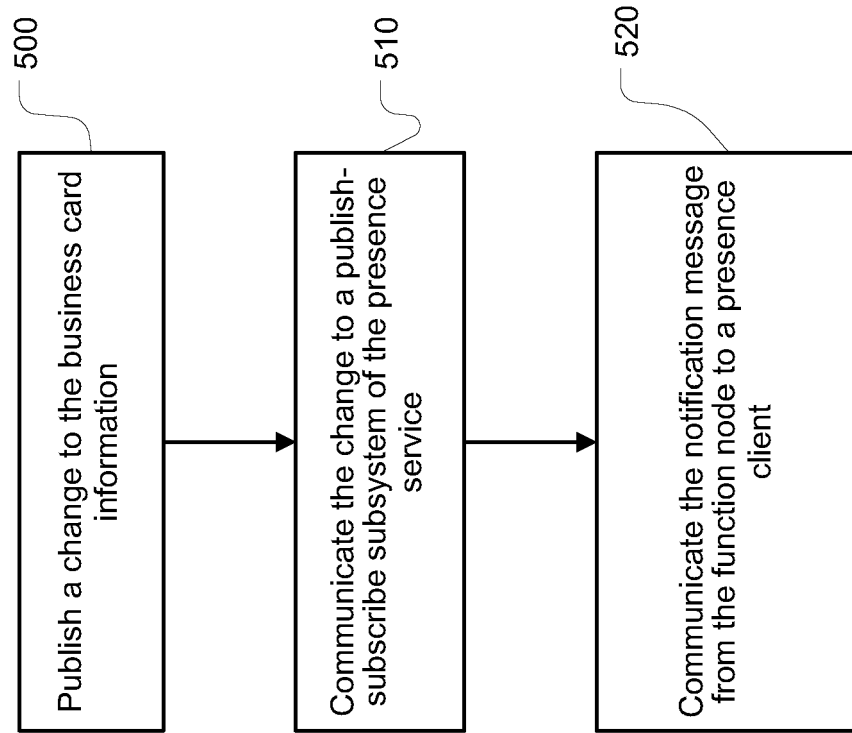 Publish a change to the business card
information
500
Communicate the change to a publish-
subscribe subsystem of the presence
service
510
Communicate the notification message
from the function node to a presence
client
520